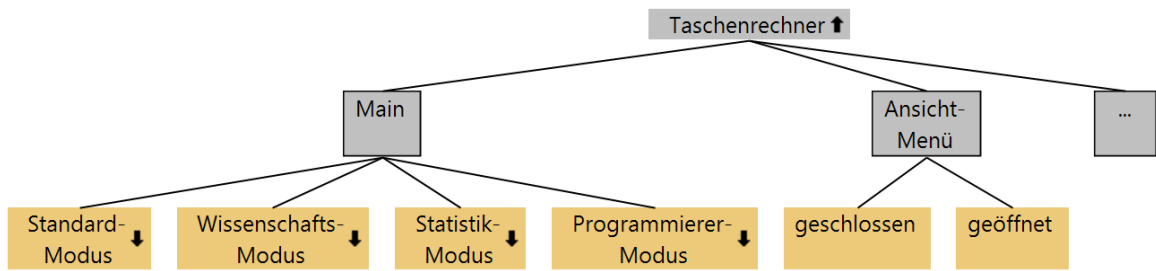 Taschenrechner
Main
Ansicht-
Menü
...
Standard-
Modus
Wissenschafts-
Modus
Statistik-
Modus
Programmierer-
Modus
geschlossen
geöffnet